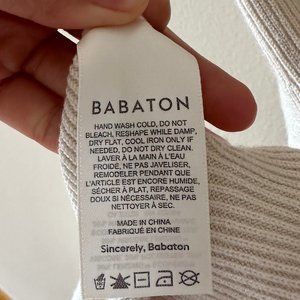 BABATON
HAND WASH COLD, DO NOT
BLEACH, RESHAPE WHILE DAMP,
DRY FLAT, COOL IRON ONLY IF
NEEDED, DO NOT DRY CLEAN.
LAVER À LA MAIN À L'EAU
FROIDE, NE PAS JAVELISER,
REMODELER PENDANT QUE
L'ARTICLE EST ENCORE HUMIDE,
SÉCHER À PLAT, REPASSAGE
DOUX SI NÉCESSAIRE, NE PAS
NETTOYER À SEC.
MADE IN CHINA
FABRIQUÉ EN CHINE
Sincerely, Babaton